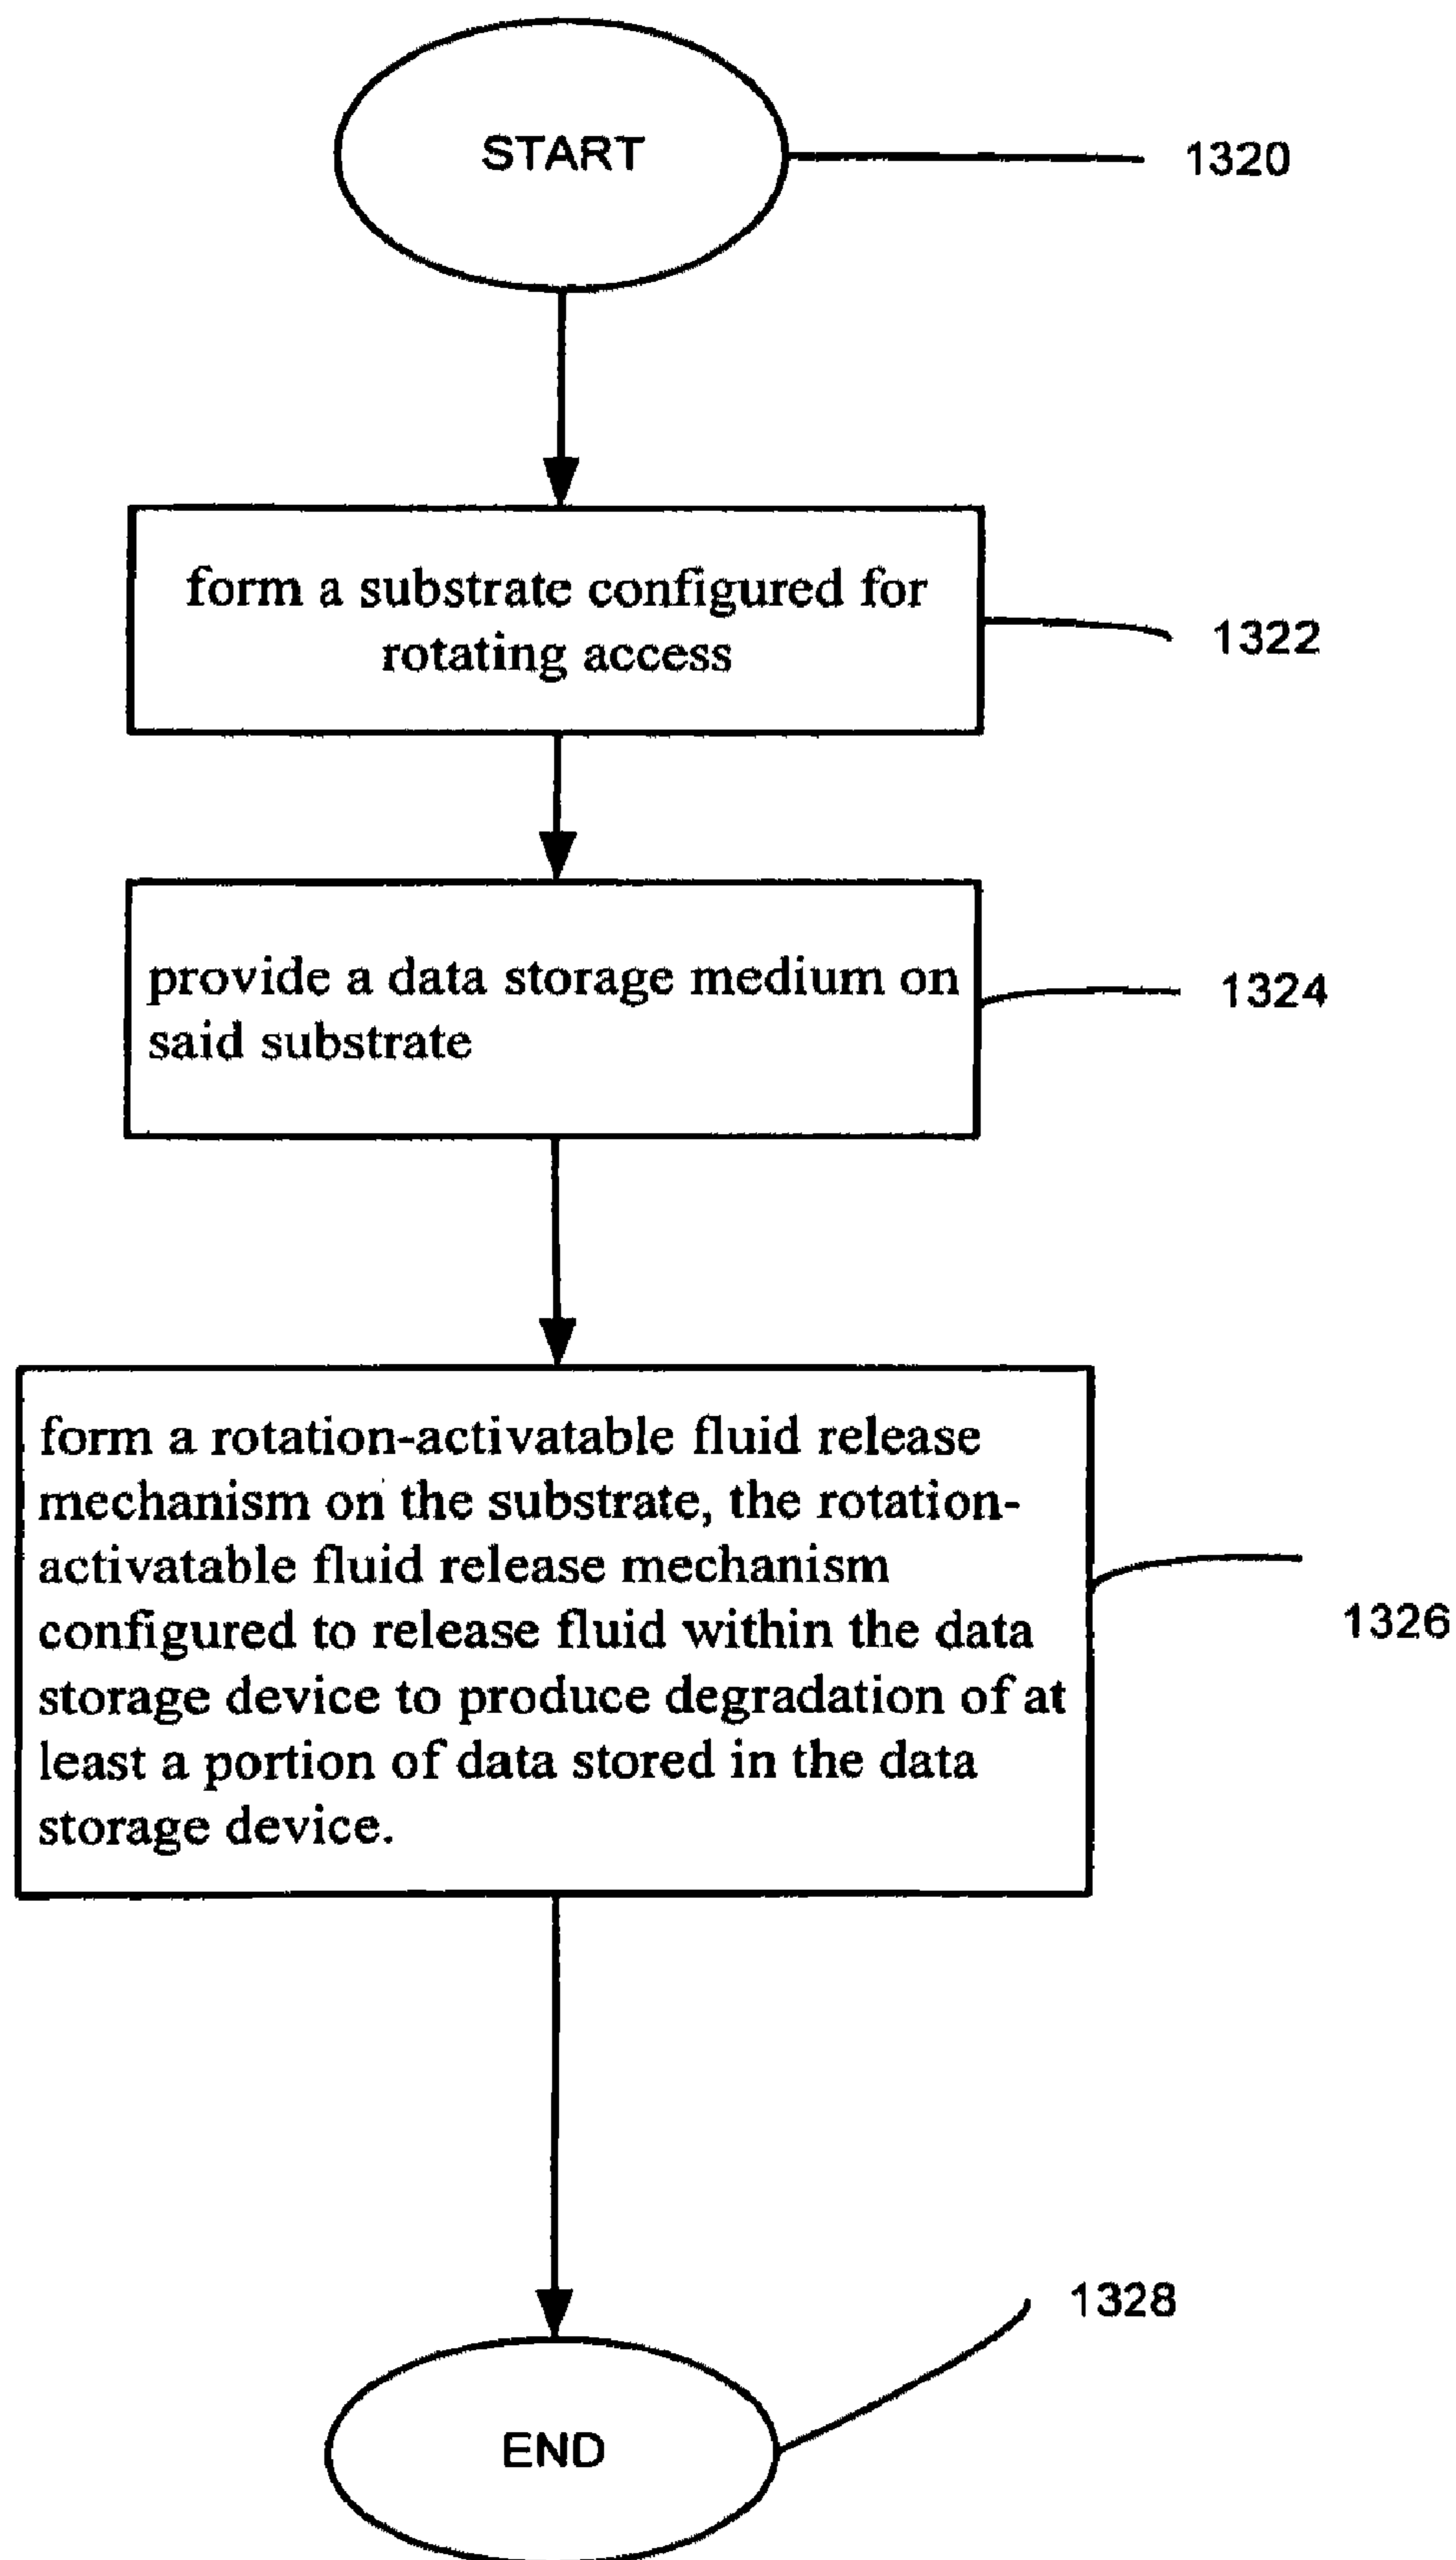 START
1320
form a substrate configured for
rotating access
1322
provide a data storage medium on
said substrate
1324
form a rotation-activatable fluid release
mechanism on the substrate, the rotation-
activatable fluid release mechanism
configured to release fluid within the data
storage device to produce degradation of at
least a portion of data stored in the data
storage device.
1326
1328
END